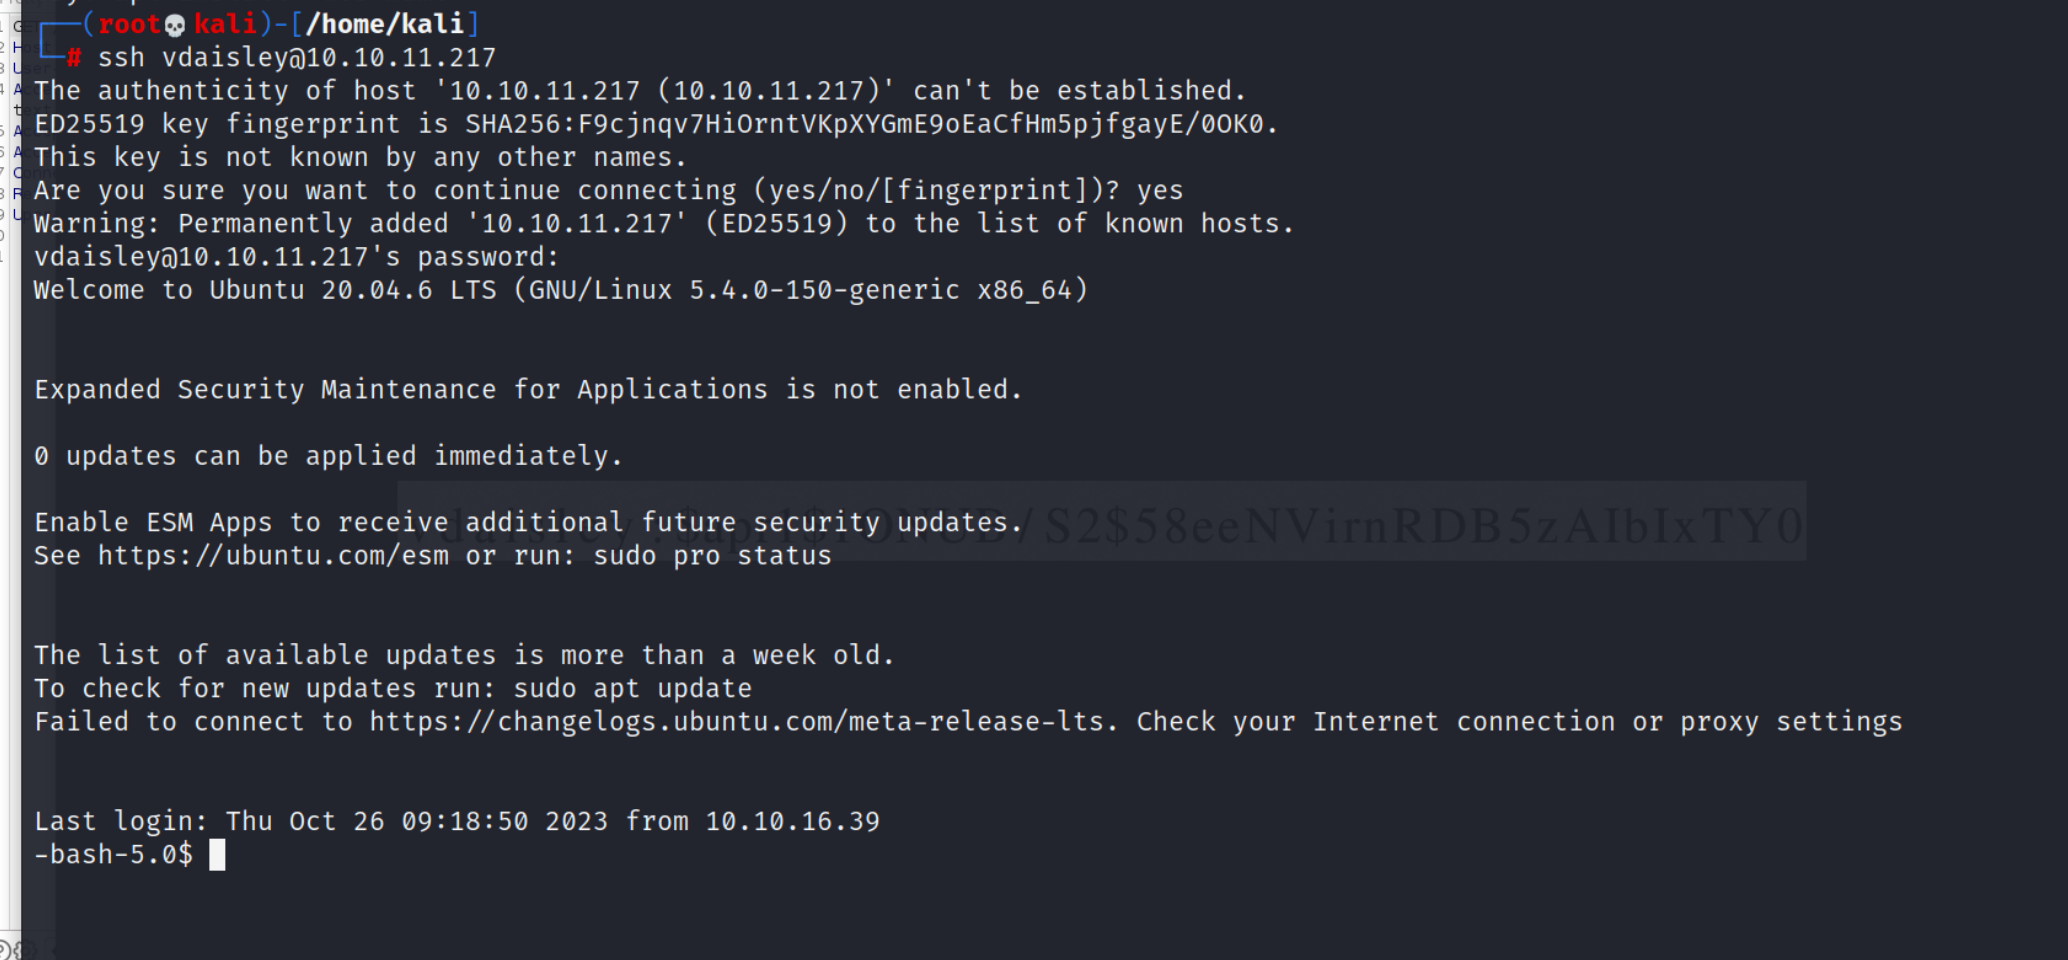 (root💀kali)-[/home/kali]
# ssh vdaisley@10.10.11.217
The authenticity of host '10.10.11.217 (10.10.11.217)' can't be established.
ED25519 key fingerprint is SHA256:F9cjnqv7HiOrntVKpXYGmE9oEaCfHm5pjfgayE/0OK0.
This key is not known by any other names.
Are you sure you want to continue connecting (yes/no/[fingerprint])? yes
Warning: Permanently added '10.10.11.217' (ED25519) to the list of known hosts.
vdaisley@10.10.11.217's password:
Welcome to Ubuntu 20.04.6 LTS (GNU/Linux 5.4.0-150-generic x86_64)
Expanded Security Maintenance for Applications is not enabled.
0 updates can be applied immediately.
Enable ESM Apps to receive additional future security updates.
See https://ubuntu.com/esm or run: sudo pro status
The list of available updates is more than a week old.
To check for new updates run: sudo apt update
Failed to connect to https://changelogs.ubuntu.com/meta-release-lts. Check your Internet connection or proxy settings
Last login: Thu Oct 26 09:18:50 2023 from 10.10.16.39
-bash-5.0$